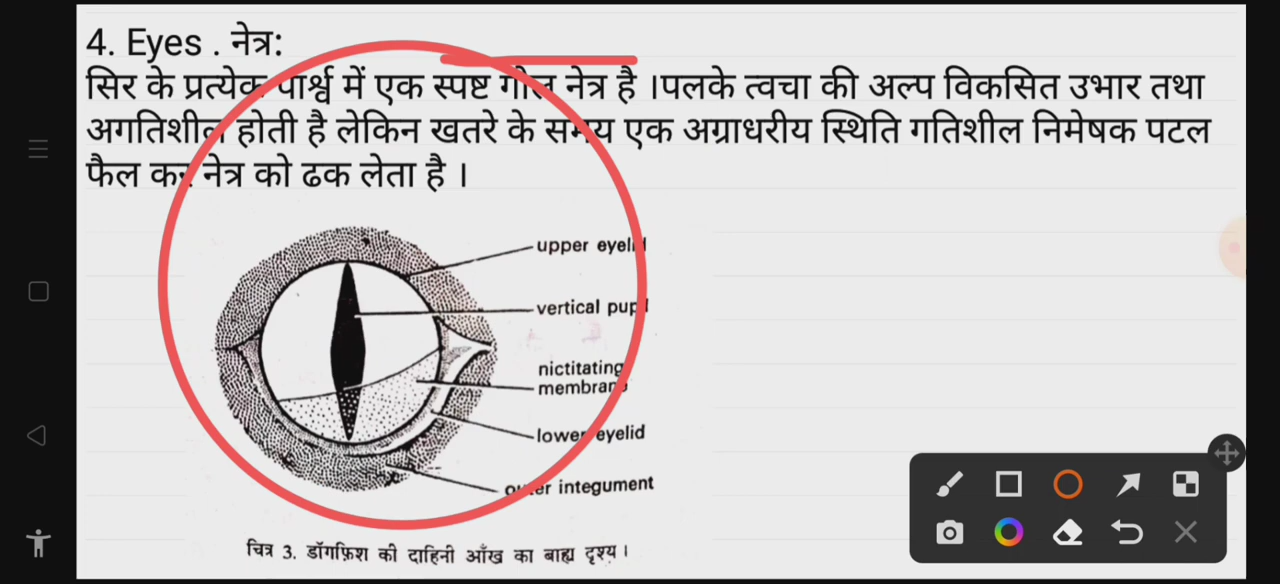 4. Eyes . नेत्र:
सिर के प्रत्येक पार्श्व में एक स्पष्ट गोल नेत्र है ।पलके त्वचा की अल्प विकसित उभार तथा
अगतिशील होती है लेकिन खतरे के समय एक अग्राधरीय स्थिति गतिशील निमेषक पटल
फैल कर नेत्र को ढक लेता है ।
upper eyelid
vertical pupil
nictitating
membrane
lower eyelid
outer integument
चित्र 3. डॉगफ़िश की दाहिनी आँख का बाह्य दृश्य ।